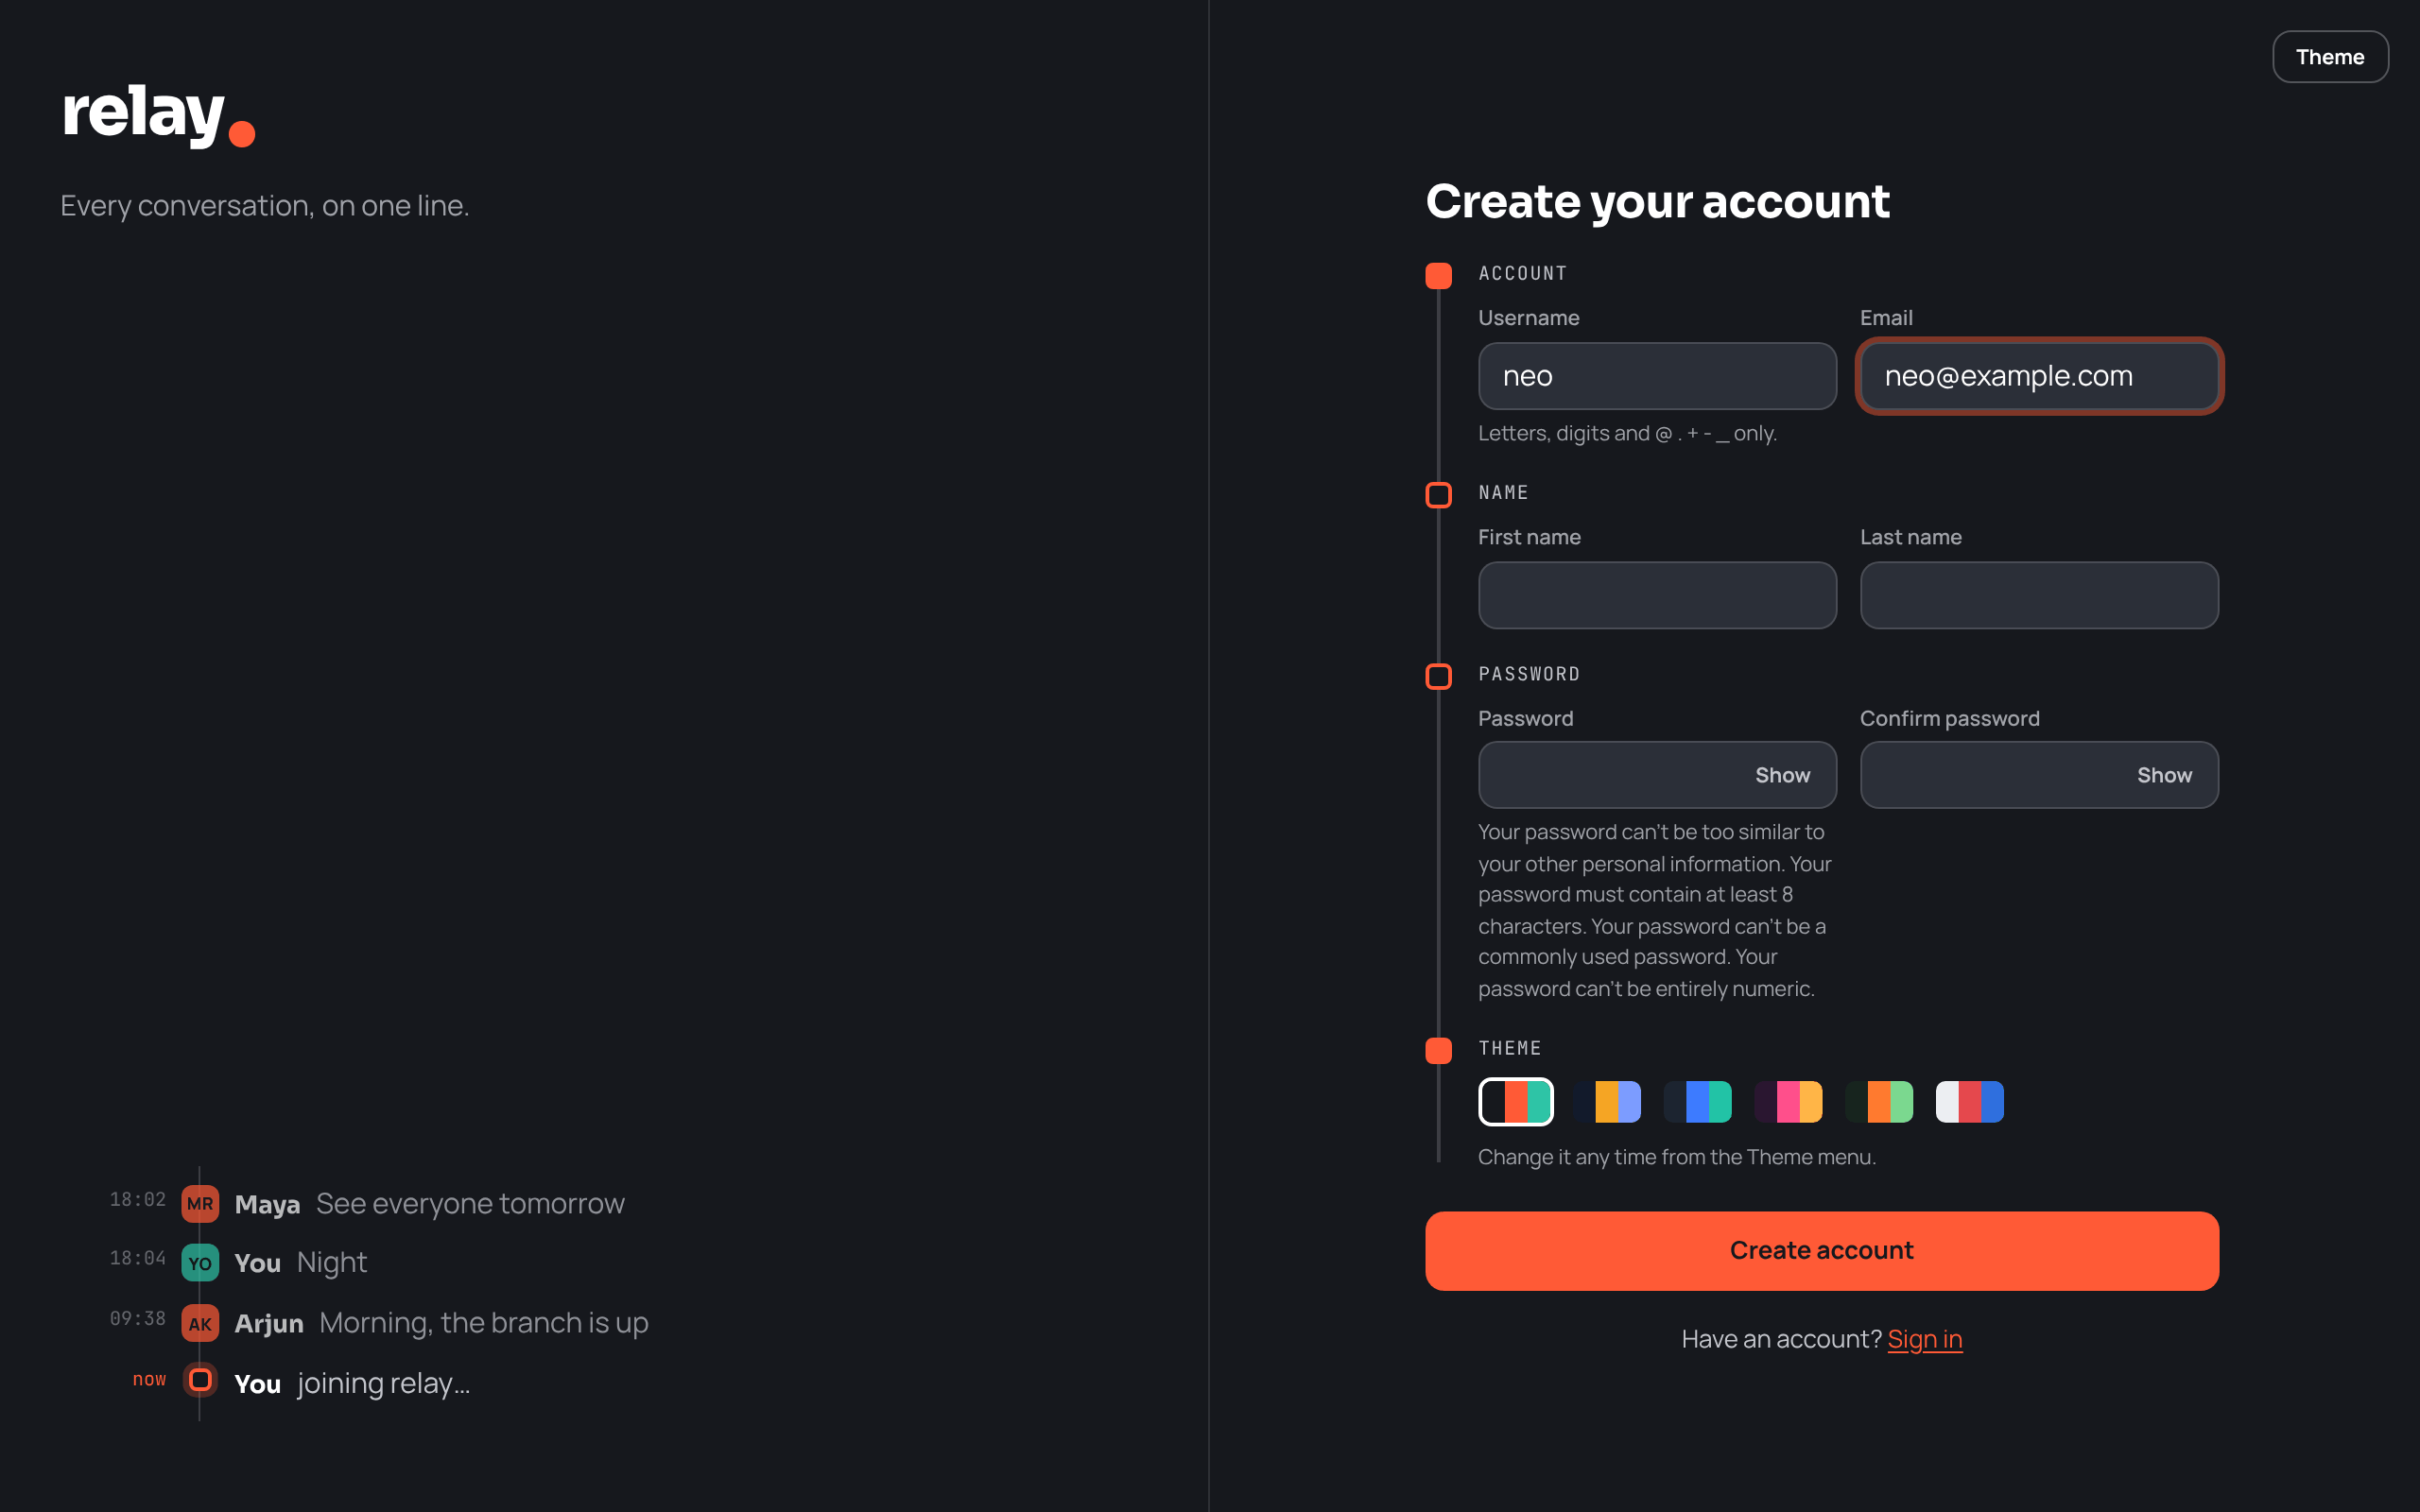 relay.
Every conversation, on one line.
18:02 MR Maya See everyone tomorrow
18:04 YO You Night
09:38 AK Arjun Morning, the branch is up
now You joining relay…
Theme
Create your account
ACCOUNT
Username Email
neo neo@example.com
Letters, digits and @ . + - _ only.
NAME
First name Last name
PASSWORD
Password Confirm password
Show Show
Your password can’t be too similar to
your other personal information. Your
password must contain at least 8
characters. Your password can’t be a
commonly used password. Your
password can’t be entirely numeric.
THEME
Change it any time from the Theme menu.
Create account
Have an account? Sign in